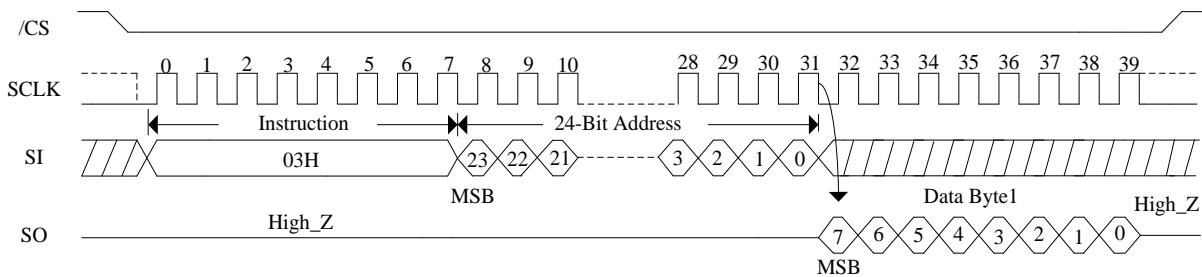 /CS
0 1 2 3 4 5 6 7 8 9 10 28 29 30 31 32 33 34 35 36 37 38 39
SCLK
Instruction 24-Bit Address
SI 03H 23 22 21 3 2 1 0
MSB Data Byte1
High_Z High_Z
SO 7 6 5 4 3 2 1 0
MSB